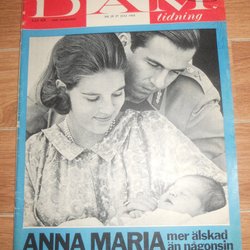 DAM
tidning
ANNA MARIA
mer älskad
än någonsin